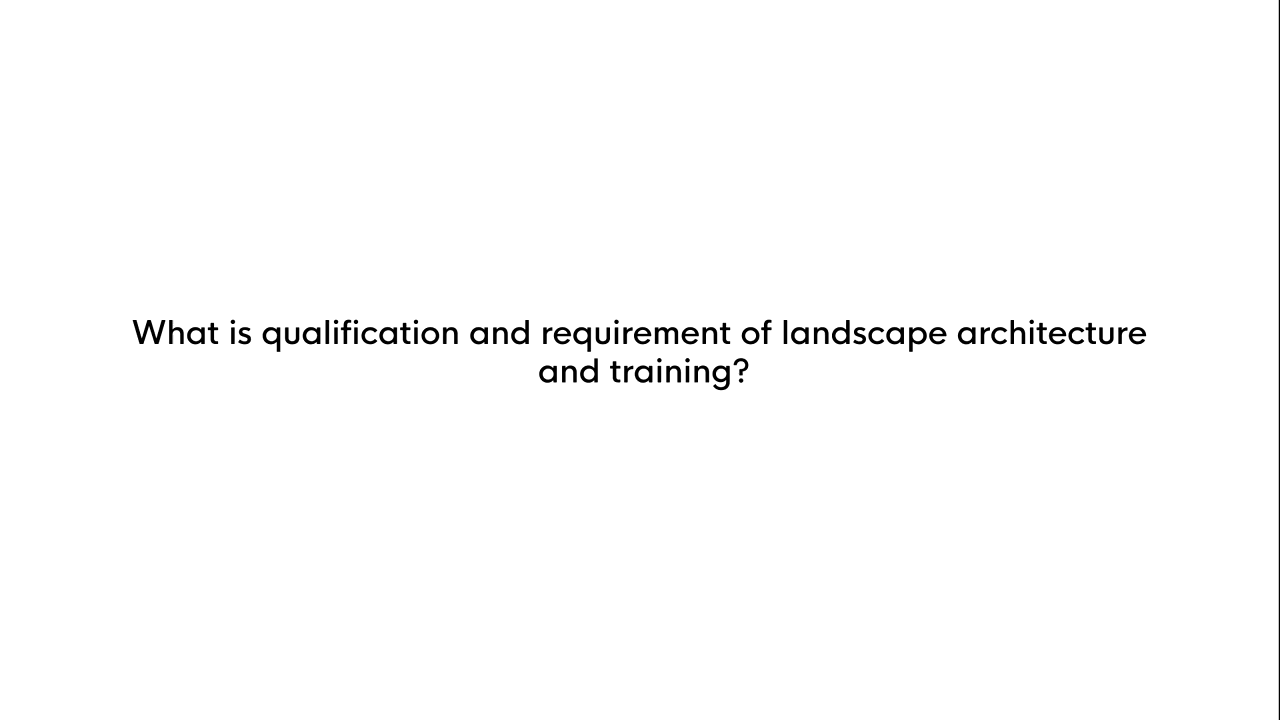 What is qualification and requirement of landscape architecture
and training?